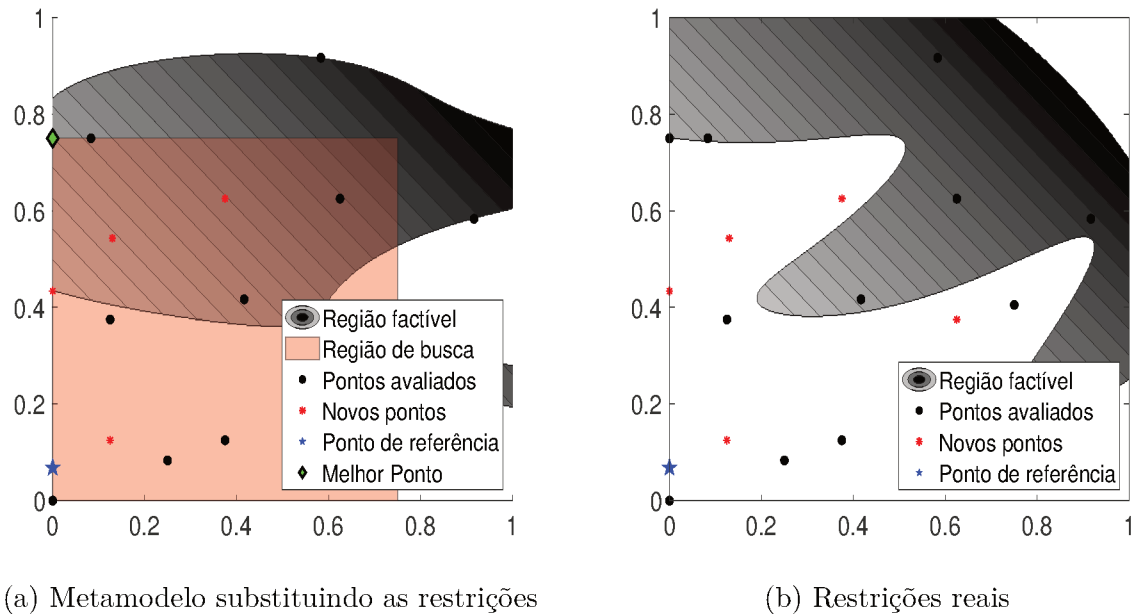 1
0.8
0.6
0.4
0.2
0
0
0.2
0.4
0.6
0.8
1
Região factível
Região de busca
Pontos avaliados
Novos pontos
Ponto de referência
Melhor Ponto
(a) Metamodelo substituindo as restrições
1
0.8
0.6
0.4
0.2
0
0
0.2
0.4
0.6
0.8
1
Região factível
Pontos avaliados
Novos pontos
Ponto de referência
(b) Restrições reais